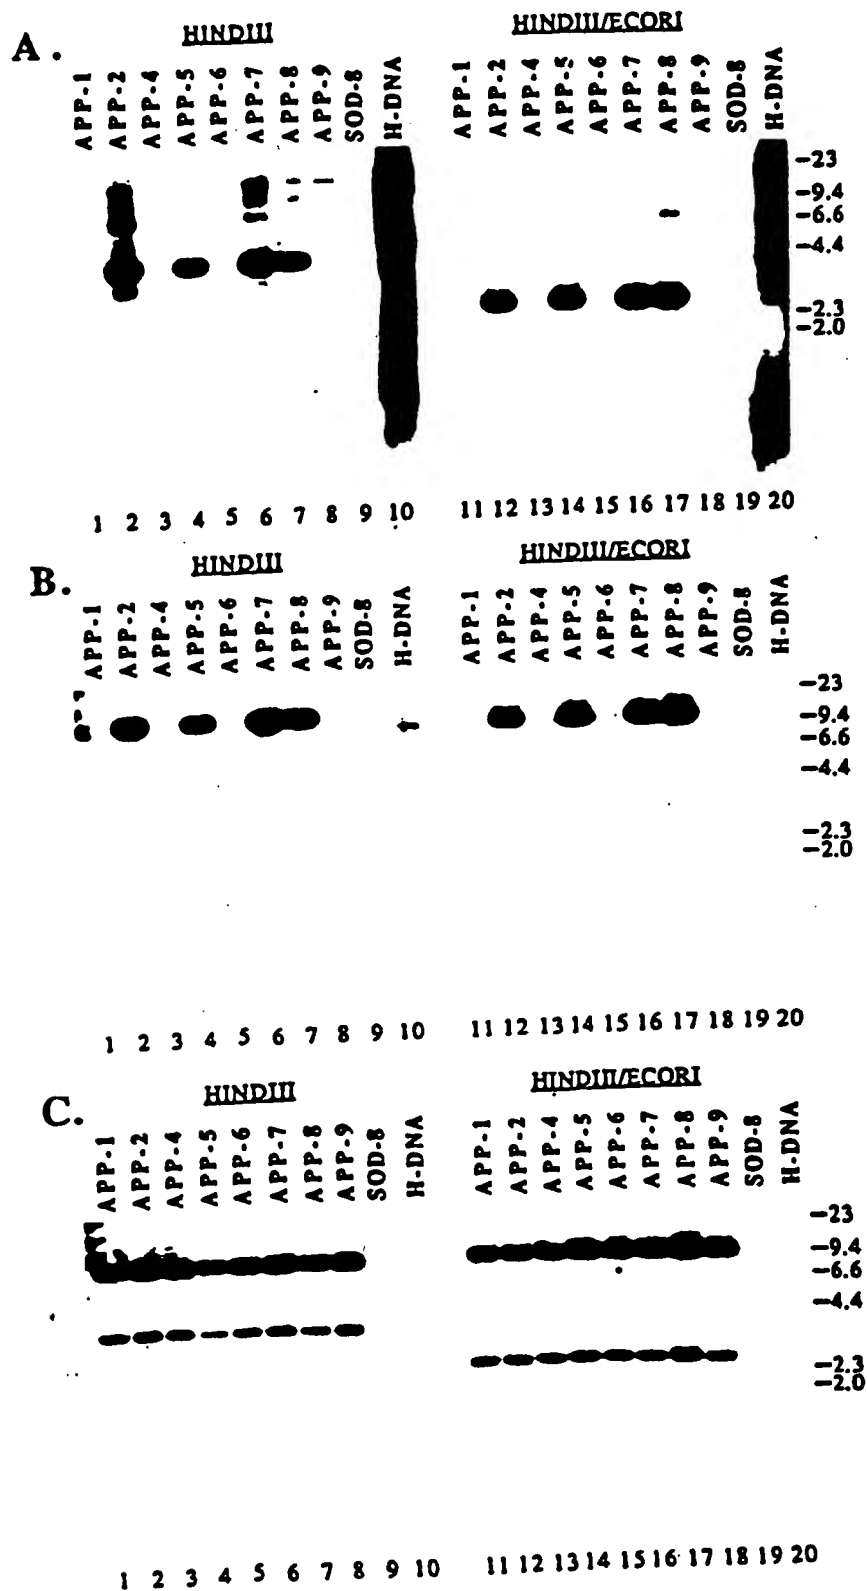 A.
HINDIII
HINDIII/ECORI
APP-1
APP-2
APP-4
APP-5
APP-6
APP-7
APP-8
APP-9
SOD-8
H-DNA
APP-1
APP-2
APP-4
APP-5
APP-6
APP-7
APP-8
APP-9
SOD-8
H-DNA
-23
-9.4
-6.6
-4.4
-2.3
-2.0
1 2 3 4 5 6 7 8 9 10 11 12 13 14 15 16 17 18 19 20
B.
HINDIII
HINDIII/ECORI
APP-1
APP-2
APP-4
APP-5
APP-6
APP-7
APP-8
APP-9
SOD-8
H-DNA
APP-1
APP-2
APP-4
APP-5
APP-6
APP-7
APP-8
APP-9
SOD-8
H-DNA
-23
-9.4
-6.6
-4.4
-2.3
-2.0
1 2 3 4 5 6 7 8 9 10 11 12 13 14 15 16 17 18 19 20
C.
HINDIII
HINDIII/ECORI
APP-1
APP-2
APP-4
APP-5
APP-6
APP-7
APP-8
APP-9
SOD-8
H-DNA
APP-1
APP-2
APP-4
APP-5
APP-6
APP-7
APP-8
APP-9
SOD-8
H-DNA
-23
-9.4
-6.6
-4.4
-2.3
-2.0
1 2 3 4 5 6 7 8 9 10 11 12 13 14 15 16 17 18 19 20